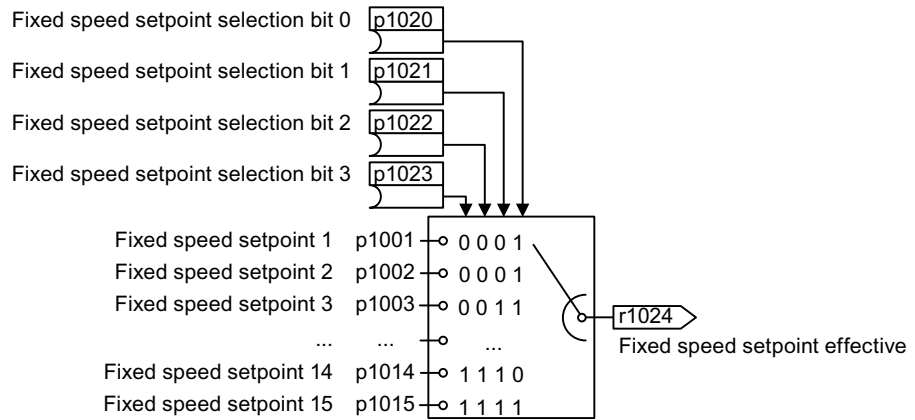 Fixed speed setpoint selection bit 0 p1020
Fixed speed setpoint selection bit 1 p1021
Fixed speed setpoint selection bit 2 p1022
Fixed speed setpoint selection bit 3 p1023
Fixed speed setpoint 1 p1001 0 0 0 1
Fixed speed setpoint 2 p1002 0 0 0 1
Fixed speed setpoint 3 p1003 0 0 1 1
r1024
... ... ...
Fixed speed setpoint effective
Fixed speed setpoint 14 p1014 1 1 1 0
Fixed speed setpoint 15 p1015 1 1 1 1